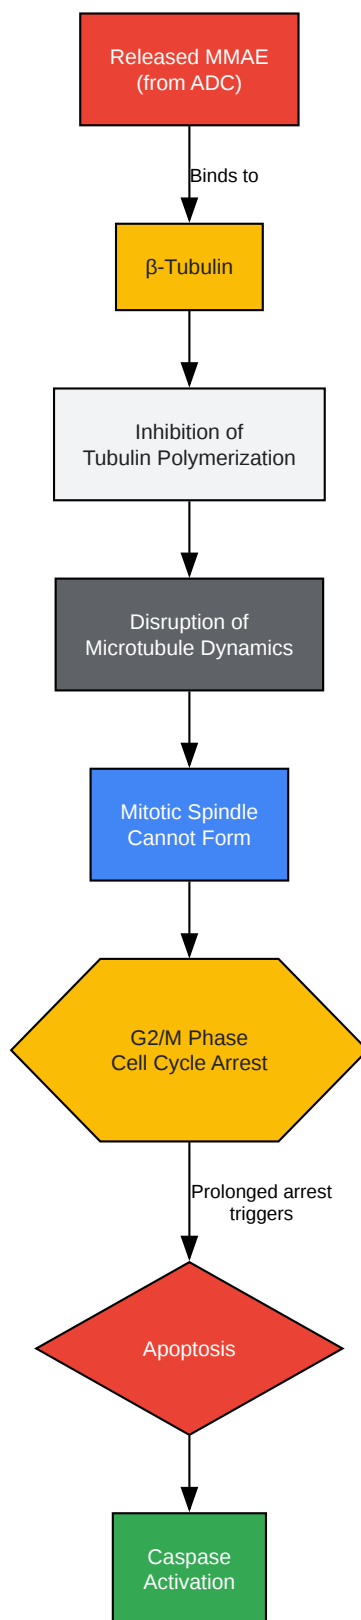 Released MMAE
(from ADC)
Binds to
β-Tubulin
Inhibition of
Tubulin Polymerization
Disruption of
Microtubule Dynamics
Mitotic Spindle
Cannot Form
G2/M Phase
Cell Cycle Arrest
Prolonged arrest
triggers
Apoptosis
Caspase
Activation